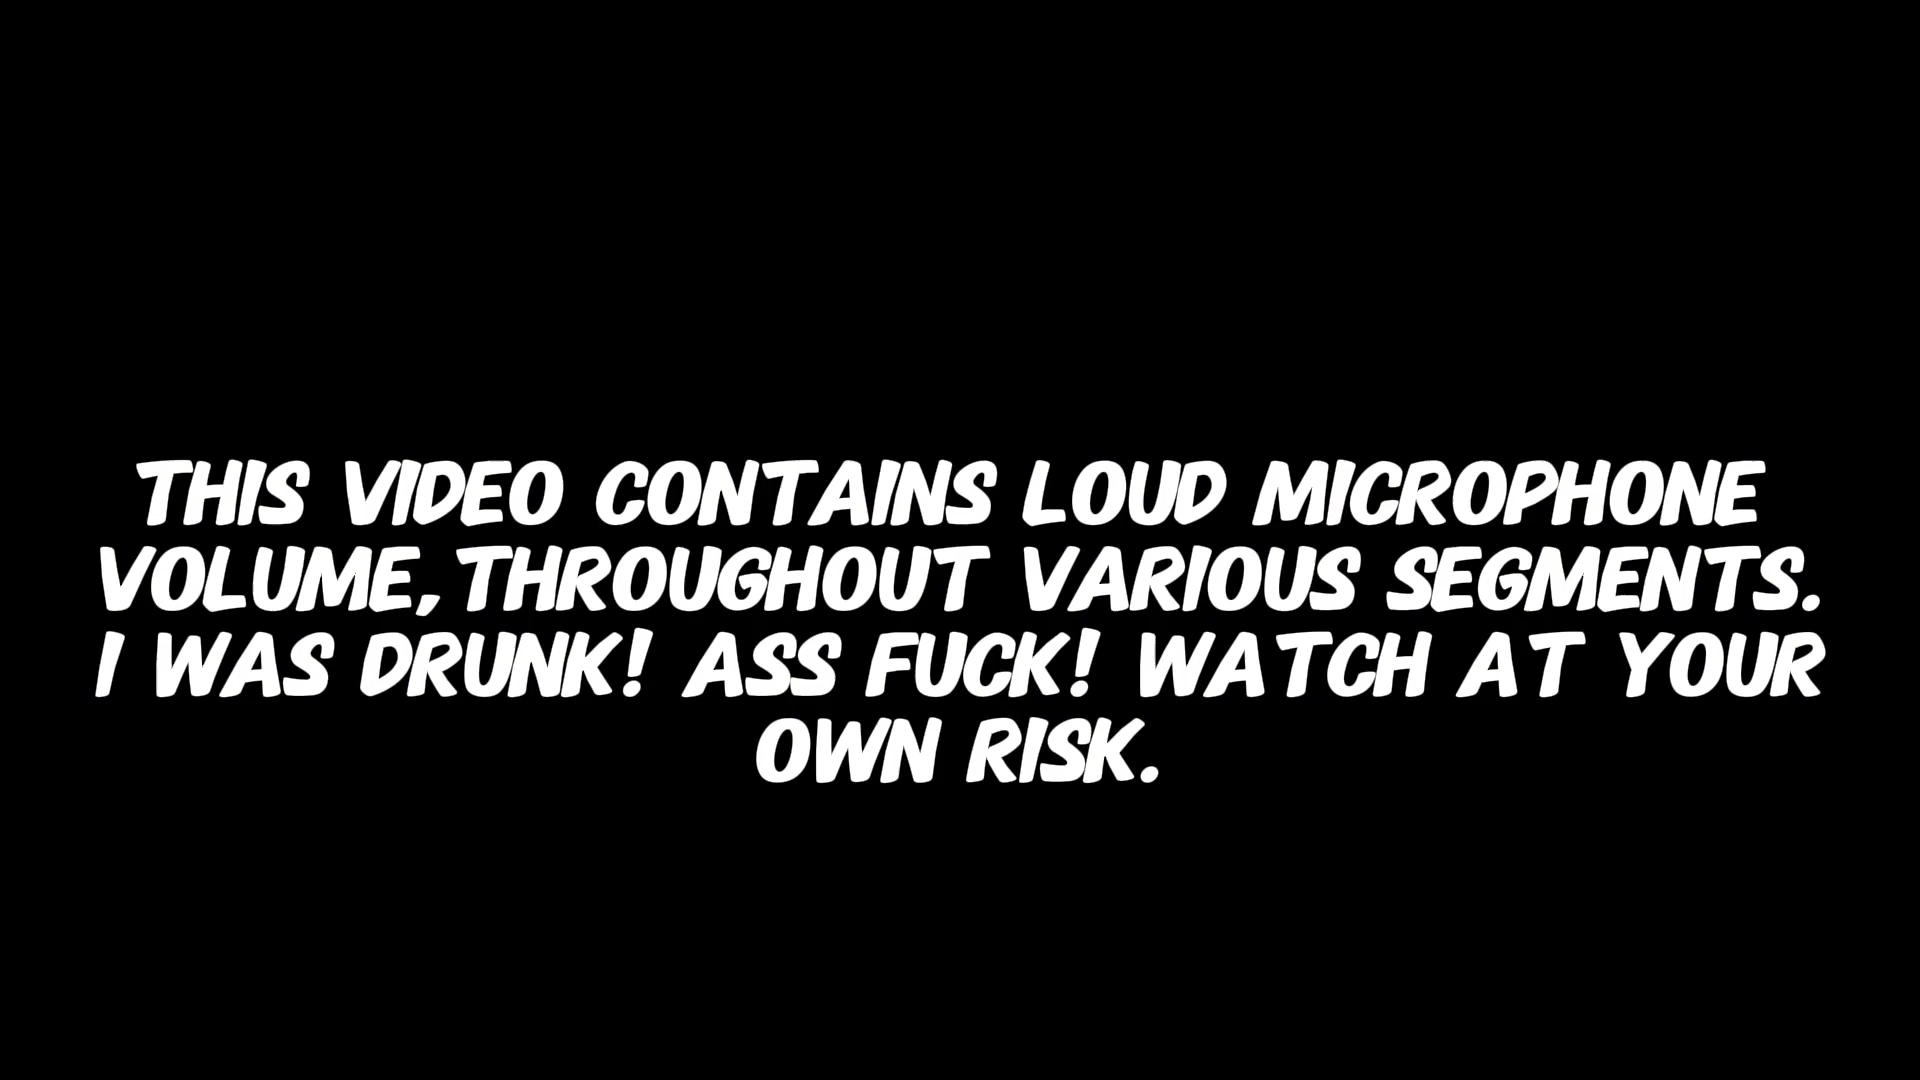 THIS VIDEO CONTAINS LOUD MICROPHONE
VOLUME, THROUGHOUT VARIOUS SEGMENTS.
I WAS DRUNK! ASS FUCK! WATCH AT YOUR
OWN RISK.